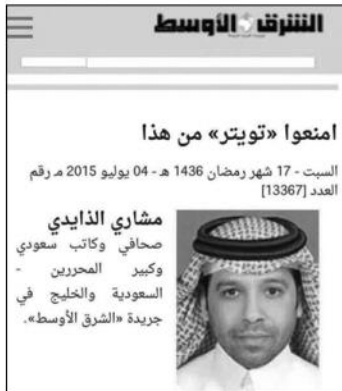 الشرق الأوسط
امنعوا «تويتر» من هذا
السبت - 17 شهر رمضان 1436 هـ - 04 يوليو 2015 مـ رقم
العدد [13367]
مشاري الذايدي
صحافي وكاتب سعودي
وكبير المحررين -
السعودية والخليج في
جريدة «الشرق الأوسط».